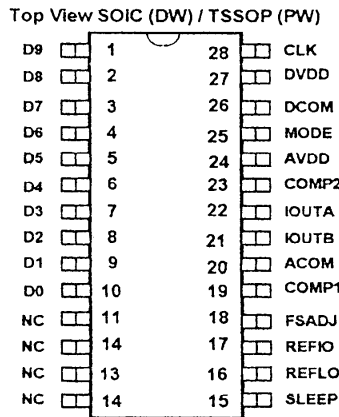 Top View SOIC (DW) / TSSOP (PW)
D9 1 28 CLK
D8 2 27 DVDD
D7 3 26 DCOM
D6 4 25 MODE
D5 5 24 AVDD
D4 6 23 COMP2
D3 7 22 IOUTA
D2 8 21 IOUTB
D1 9 20 ACOM
D0 10 19 COMP1
NC 11 18 FSADJ
NC 14 17 REFIO
NC 13 16 REFLO
NC 14 15 SLEEP